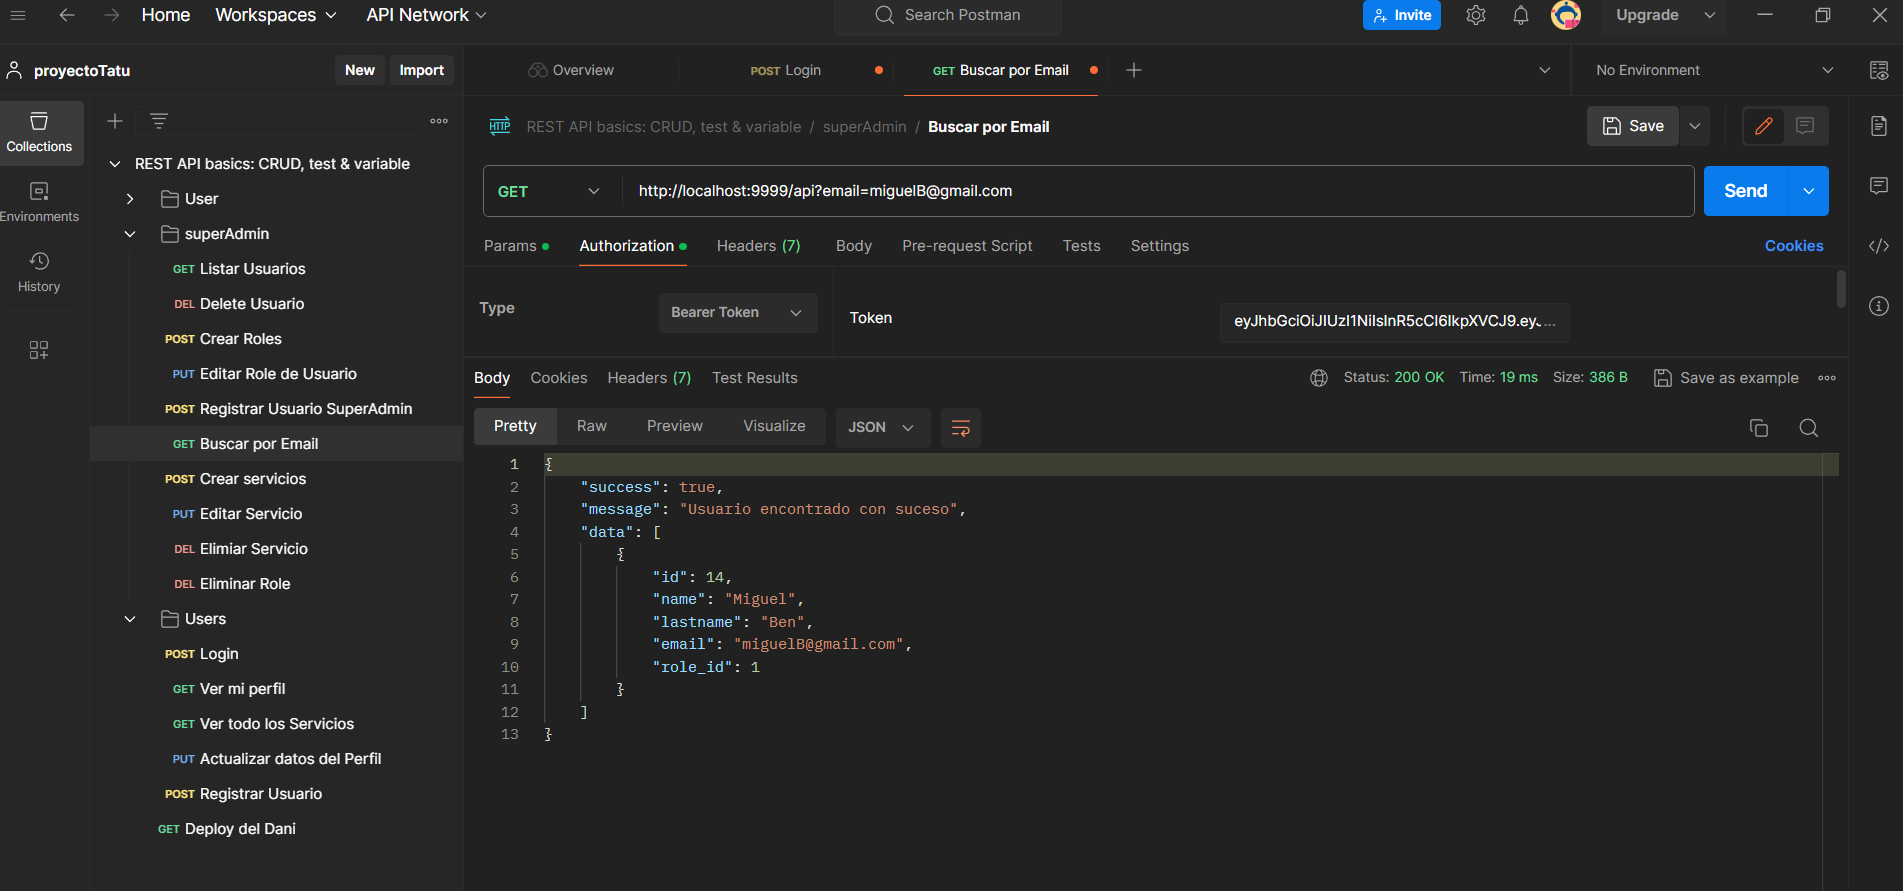 Home Workspaces API Network Search Postman Invite Upgrade
proyectoTatu New Import Overview POST Login GET Buscar por Email No Environment
Collections
Environments
History
REST API basics: CRUD, test & variable
User
superAdmin
GET Listar Usuarios
DEL Delete Usuario
POST Crear Roles
PUT Editar Role de Usuario
POST Registrar Usuario SuperAdmin
GET Buscar por Email
POST Crear servicios
PUT Editar Servicio
DEL Elimiar Servicio
DEL Eliminar Role
Users
POST Login
GET Ver mi perfil
GET Ver todo los Servicios
PUT Actualizar datos del Perfil
POST Registrar Usuario
GET Deploy del Dani
HTTP REST API basics: CRUD, test & variable / superAdmin / Buscar por Email Save
GET http://localhost:9999/api?email=miguelB@gmail.com Send
Params Authorization Headers (7) Body Pre-request Script Tests Settings Cookies
Type Bearer Token Token eyJhbGciOiJIUzI1NiIsInR5cCI6IkpXVCJ9.eyJ...
Body Cookies Headers (7) Test Results Status: 200 OK Time: 19 ms Size: 386 B Save as example
Pretty Raw Preview Visualize JSON
1 {
2 "success": true,
3 "message": "Usuario encontrado con suceso",
4 "data": [
5 {
6 "id": 14,
7 "name": "Miguel",
8 "lastname": "Ben",
9 "email": "miguelB@gmail.com",
10 "role_id": 1
11 }
12 ]
13 }